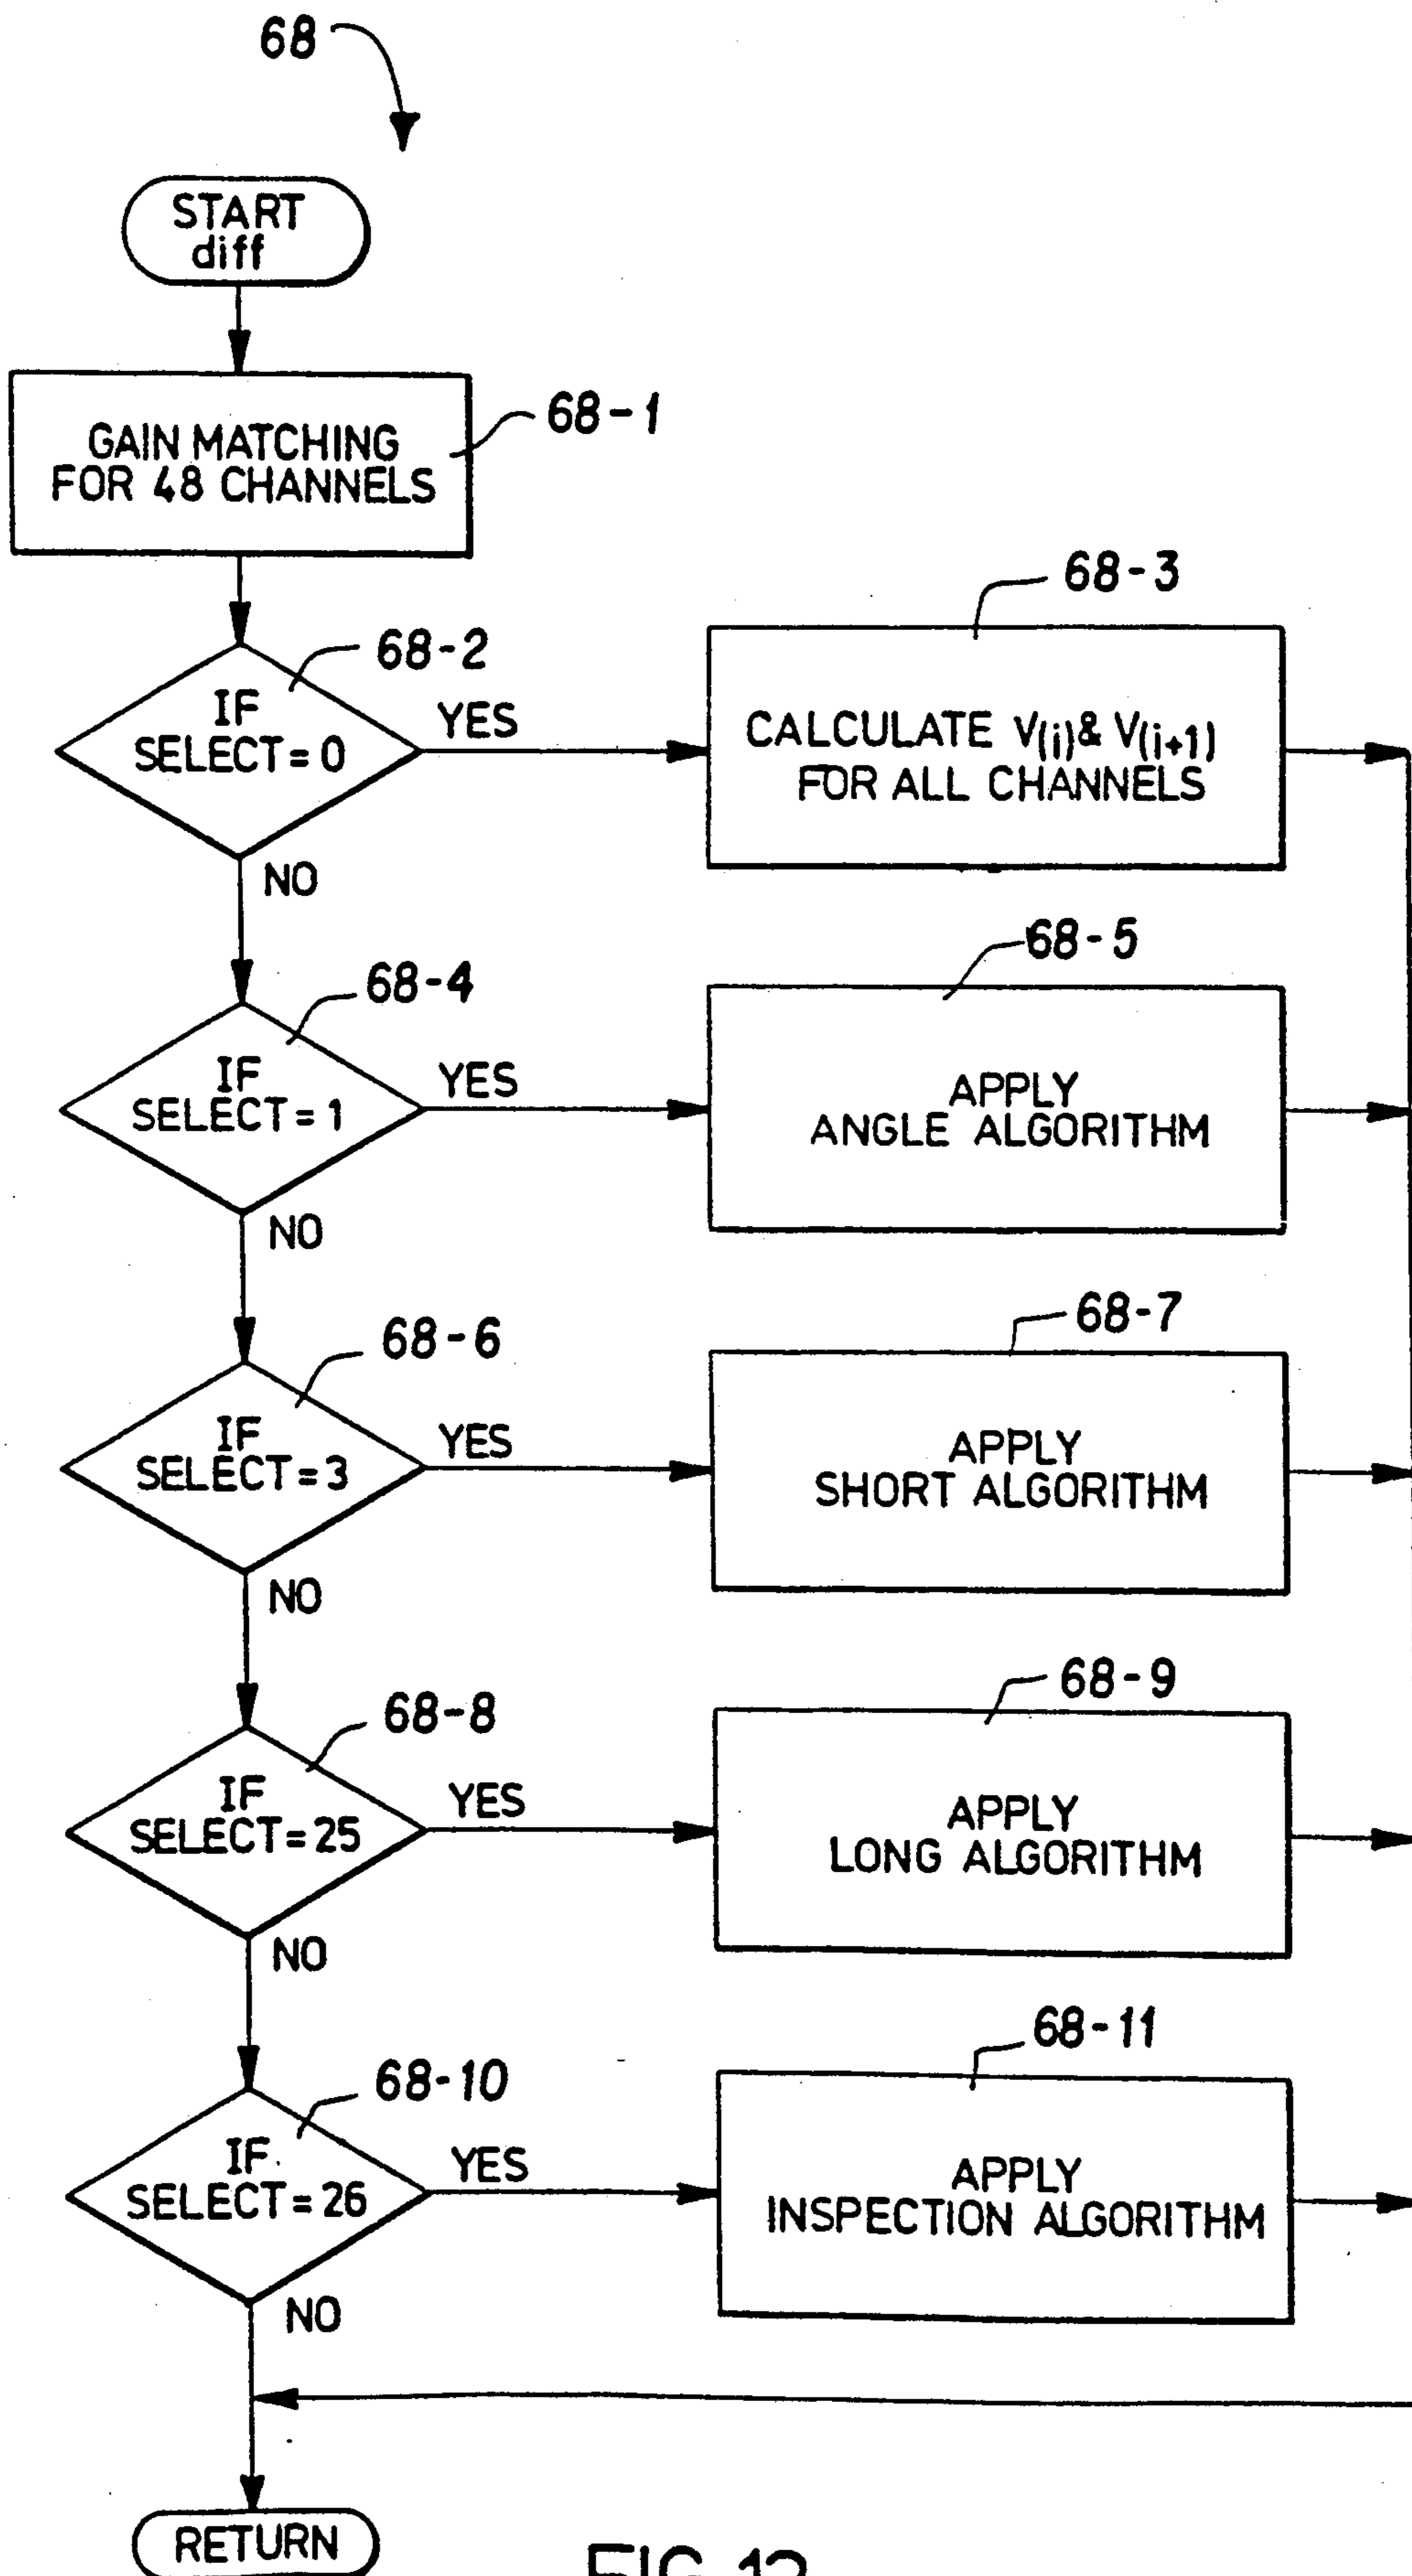 68
START
diff
68-1
GAIN MATCHING
FOR 48 CHANNELS
68-2
IF
SELECT=0
YES
NO
68-3
CALCULATE V(i)& V(i+1)
FOR ALL CHANNELS
68-4
IF
SELECT=1
YES
NO
68-5
APPLY
ANGLE ALGORITHM
68-6
IF
SELECT=3
YES
NO
68-7
APPLY
SHORT ALGORITHM
68-8
IF
SELECT=25
YES
NO
68-9
APPLY
LONG ALGORITHM
68-10
IF
SELECT=26
YES
NO
68-11
APPLY
INSPECTION ALGORITHM
RETURN